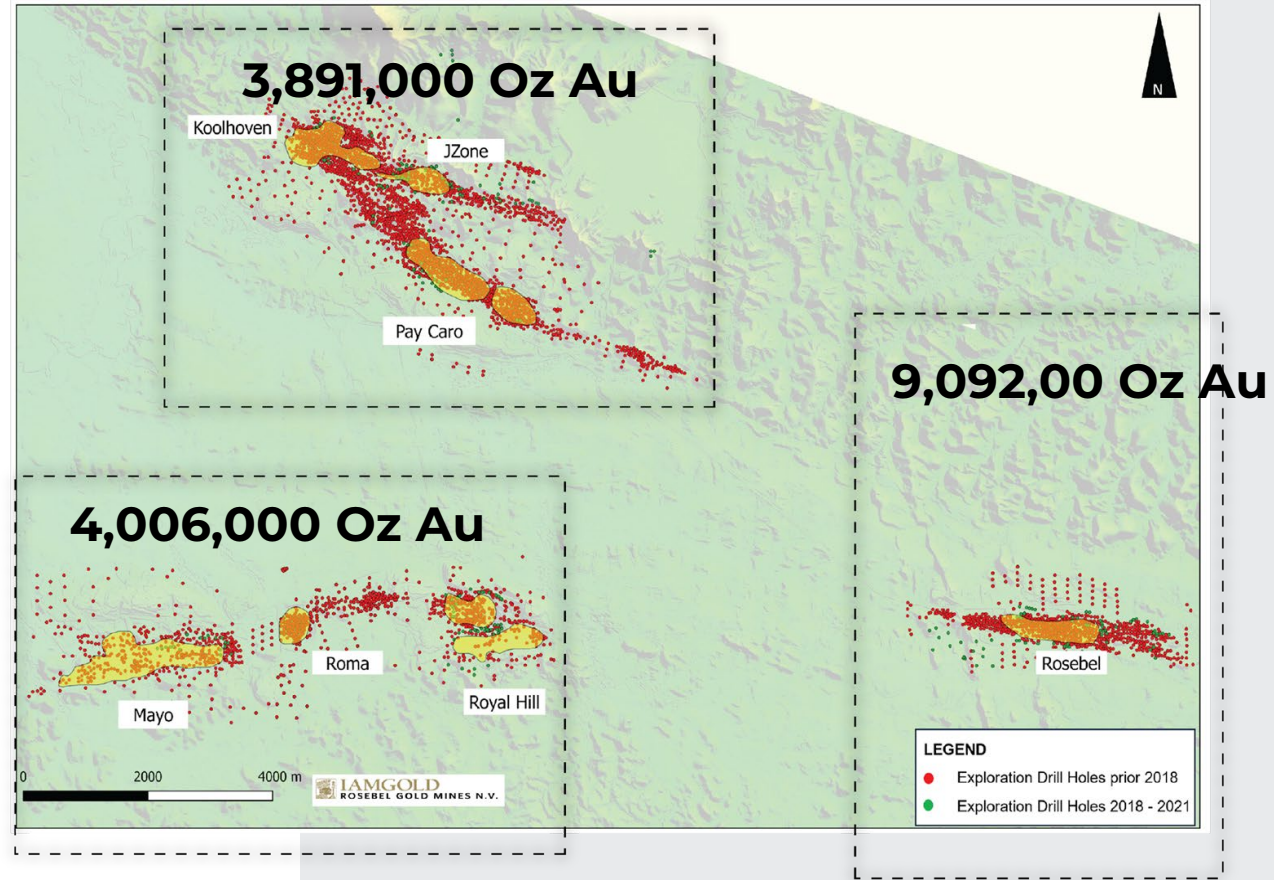 3,891,000 Oz Au
N
Koolhoven
JZone
Pay Caro
9,092,00 Oz Au
4,006,000 Oz Au
Rosebel
Roma
Royal Hill
Mayo
LEGEND
Exploration Drill Holes prior 2018
Exploration Drill Holes 2018 - 2021
0 2000 4000 m
IAMGOLD
ROSEBEL GOLD MINES N.V.